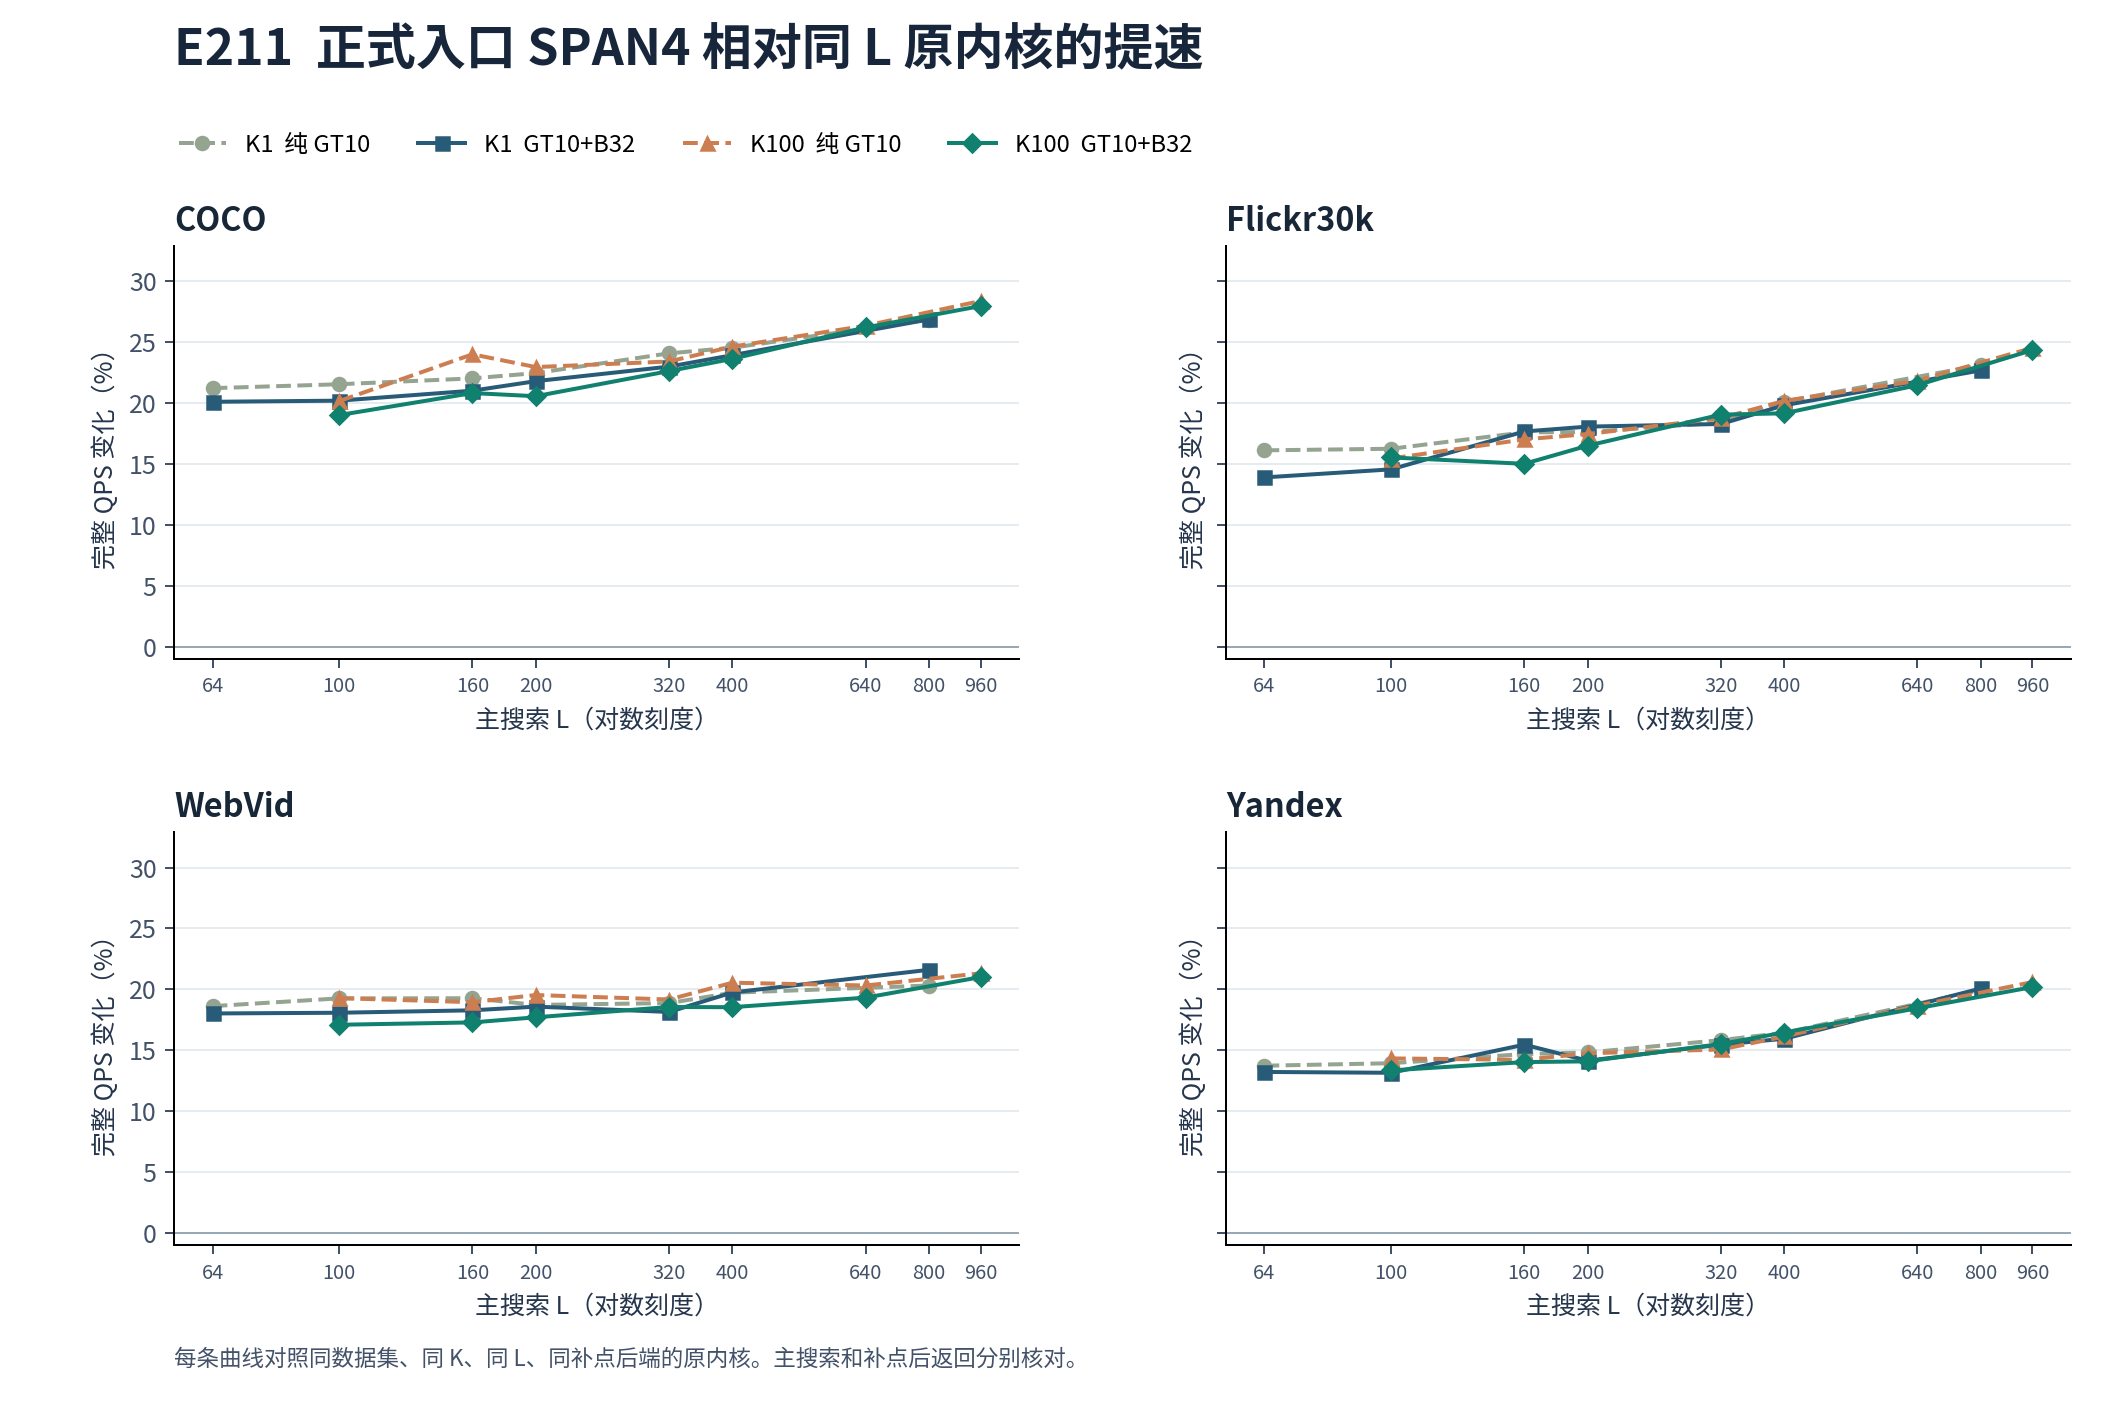 E211 正式入口 SPAN4 相对同 L 原内核的提速
K1 纯 GT10
K1 GT10+B32
K100 纯 GT10
K100 GT10+B32
COCO
完整 QPS 变化（%）
30
25
20
15
10
5
0
64 100 160 200 320 400 640 800 960
主搜索 L（对数刻度）
Flickr30k
完整 QPS 变化（%）
64 100 160 200 320 400 640 800 960
主搜索 L（对数刻度）
WebVid
完整 QPS 变化（%）
30
25
20
15
10
5
0
64 100 160 200 320 400 640 800 960
主搜索 L（对数刻度）
Yandex
完整 QPS 变化（%）
64 100 160 200 320 400 640 800 960
主搜索 L（对数刻度）
每条曲线对照同数据集、同 K、同 L、同补点后端的原内核。主搜索和补点后返回分别核对。